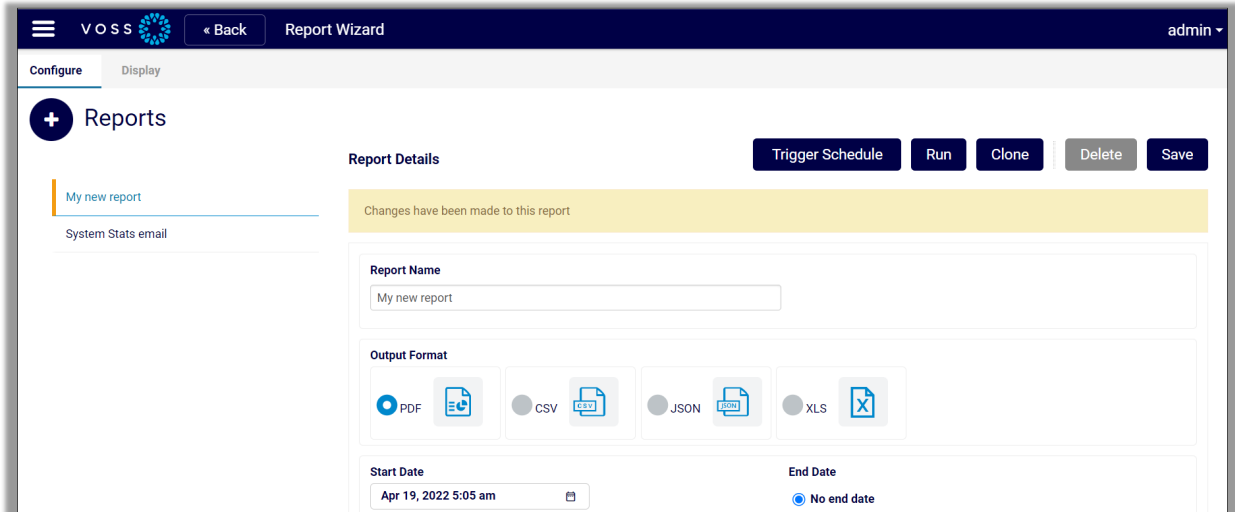 VOSS « Back Report Wizard admin
Configure Display
+ Reports
Report Details Trigger Schedule Run Clone Delete Save
My new report
Changes have been made to this report
System Stats email
Report Name
My new report
Output Format
PDF CSV CSV JSON JSON XLS X
Start Date End Date
Apr 19, 2022 5:05 am No end date